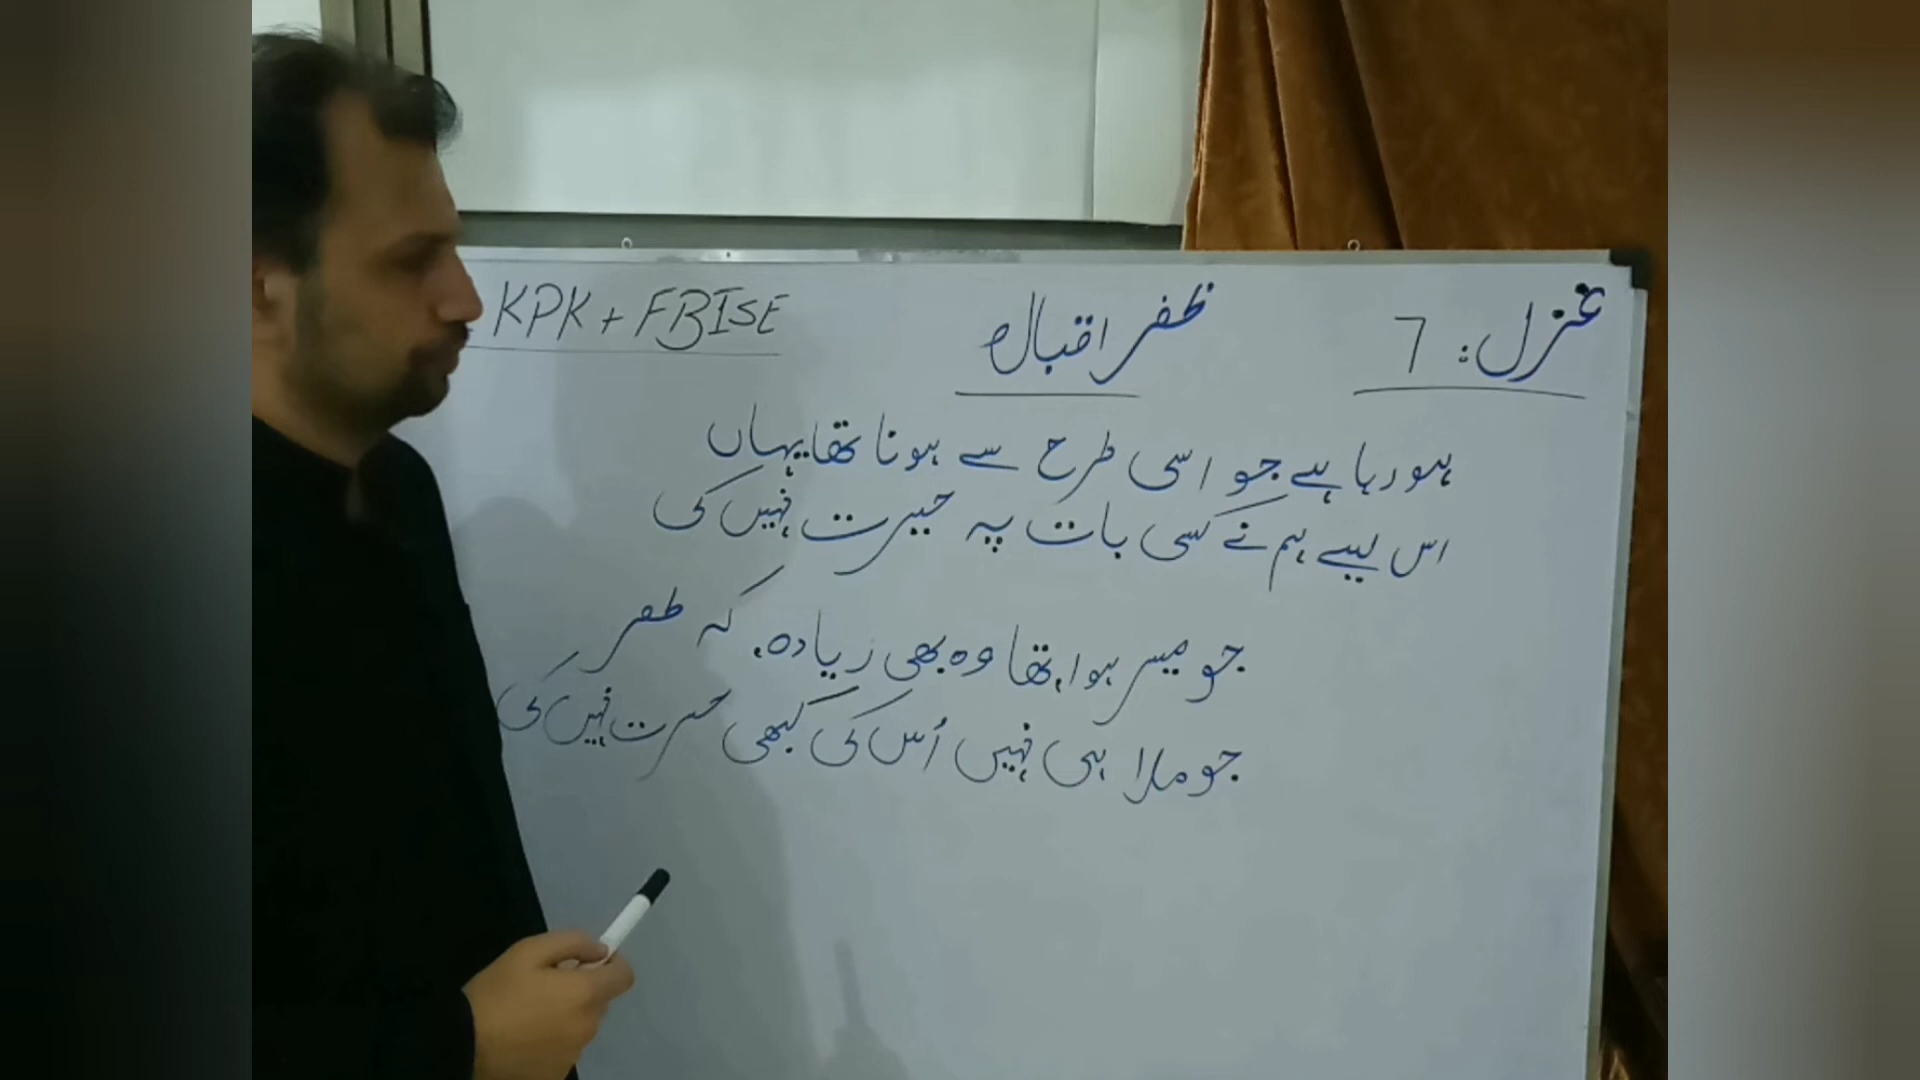 غزل: 7
ظفر اقبال
KPK + FBISE
ہو رہا ہے جو اسی طرح سے ہونا تھا یہاں
اس لیے ہم نے کسی بات پہ حیرت نہیں کی
جو میسر ہوا، تھا وہ بھی زیادہ، کہ ظفر
جو ملا ہی نہیں اُس کی کبھی حسرت نہیں کی